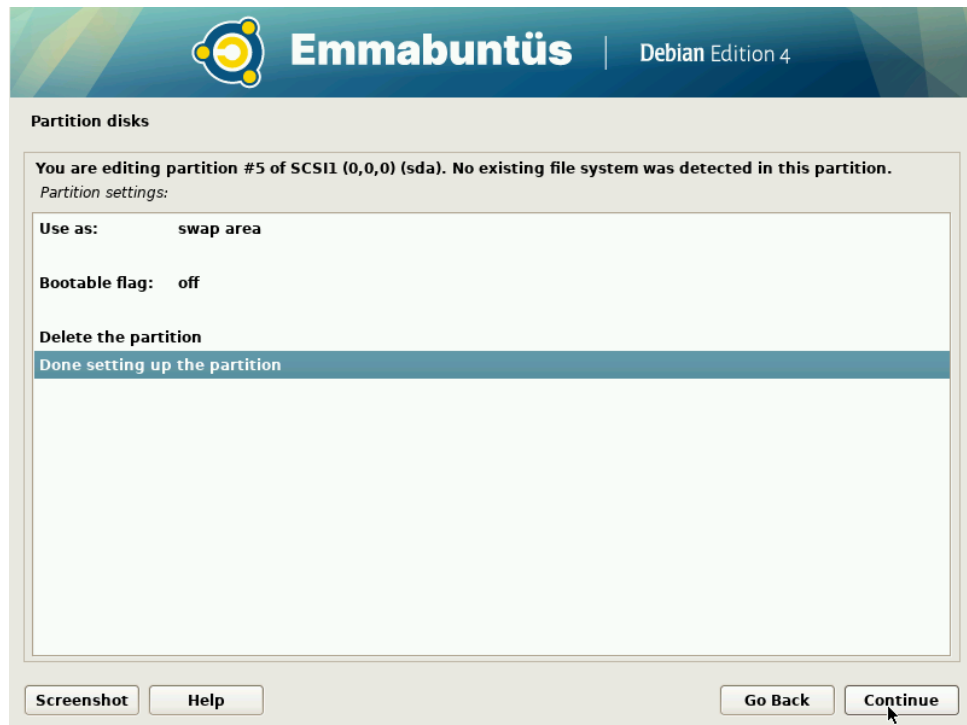 Emmabuntüs | Debian Edition 4
Partition disks
You are editing partition #5 of SCSI1 (0,0,0) (sda). No existing file system was detected in this partition.
Partition settings:
Use as: swap area
Bootable flag: off
Delete the partition
Done setting up the partition
Screenshot Help Go Back Continue